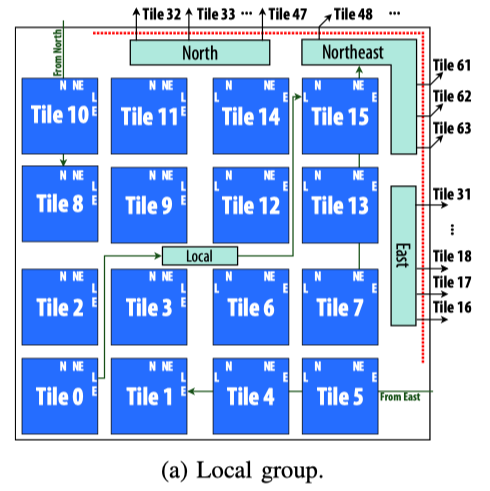 Tile 32 Tile 33 ··· Tile 47 Tile 48 ···
From North
North
Northeast
Tile 61
Tile 62
Tile 63
N NE N NE N NE
Tile 10 L E Tile 11 L E Tile 14 L E Tile 15 L E
N NE N NE N NE N NE
Tile 8 L E Tile 9 L E Tile 12 L E Tile 13 L E
Tile 31
···
East
Local
Tile 18
Tile 17
Tile 16
N NE N NE N NE
Tile 2 L E Tile 3 L E Tile 6 L E Tile 7 L E
N NE N NE N NE N NE
Tile 0 L E Tile 1 L E Tile 4 L E Tile 5 L E
From East
(a) Local group.